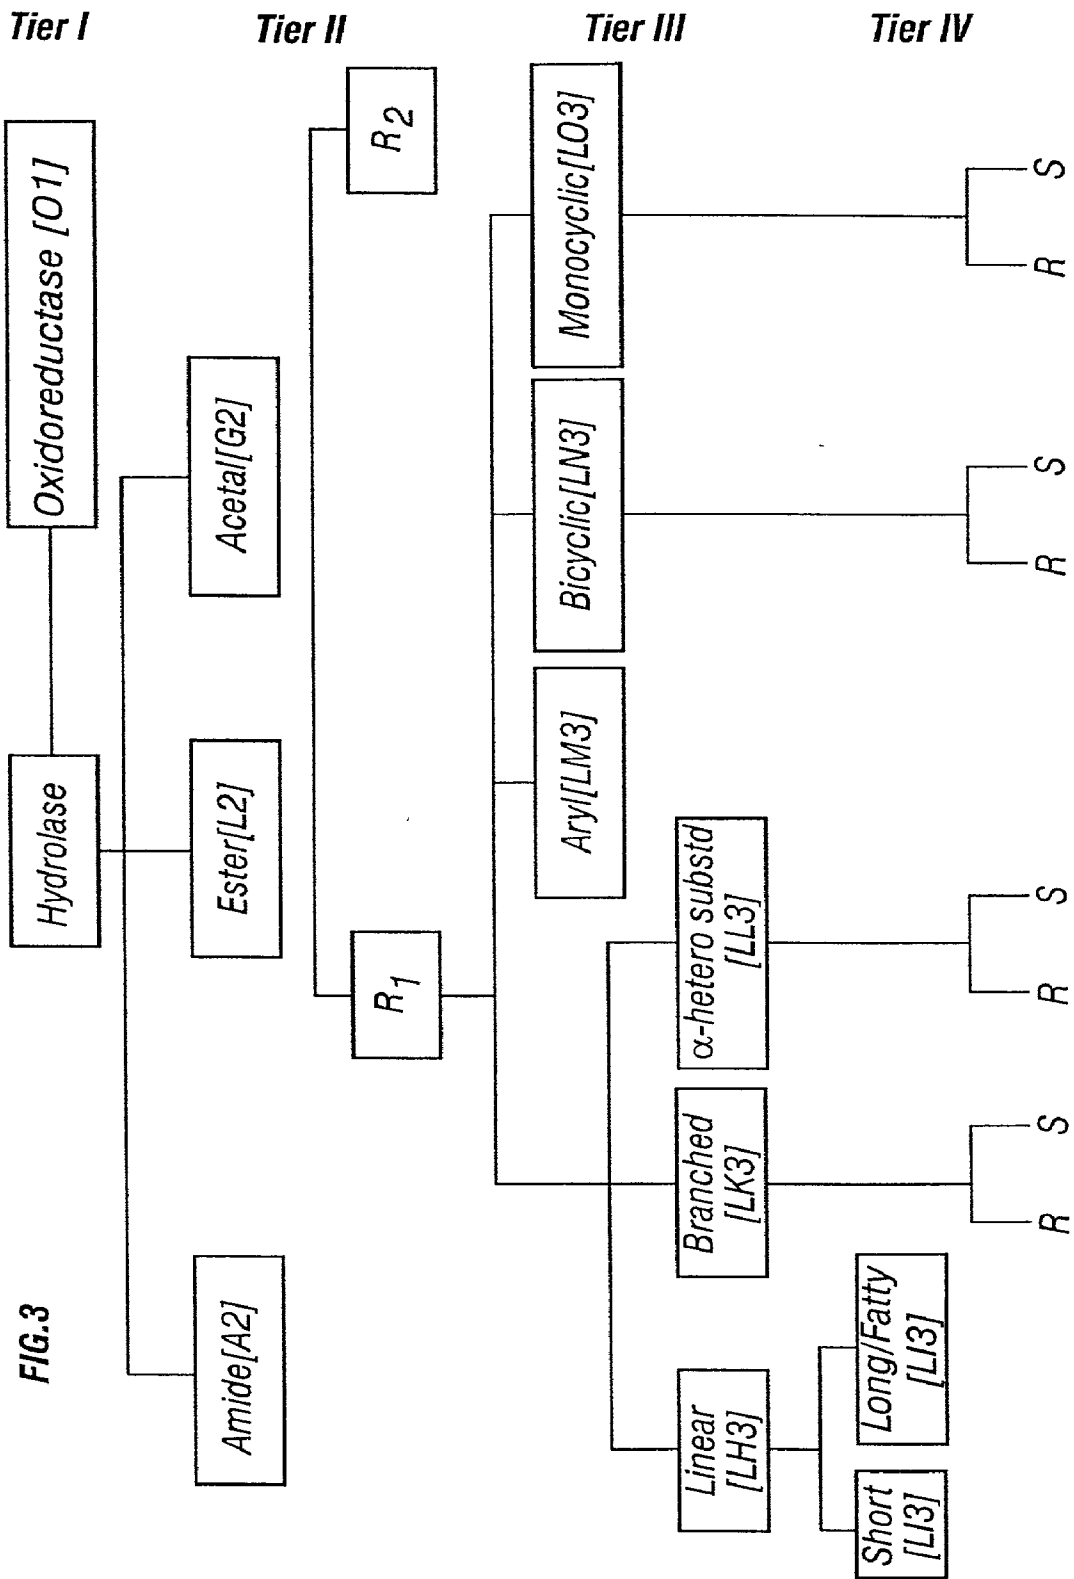 Tier I
Tier II
Tier III
Tier IV
FIG.3
Hydrolase
Oxidoreductase [O1]
Amide[A2]
Ester[L2]
Acetal[G2]
R1
R2
Aryl[LM3]
Bicyclic[LN3]
Monocyclic[LO3]
Linear
[LH3]
Branched
[LK3]
α-hetero substd
[LL3]
Short
[LI3]
Long/Fatty
[LI3]
R
S
R
S
R
S
R
S